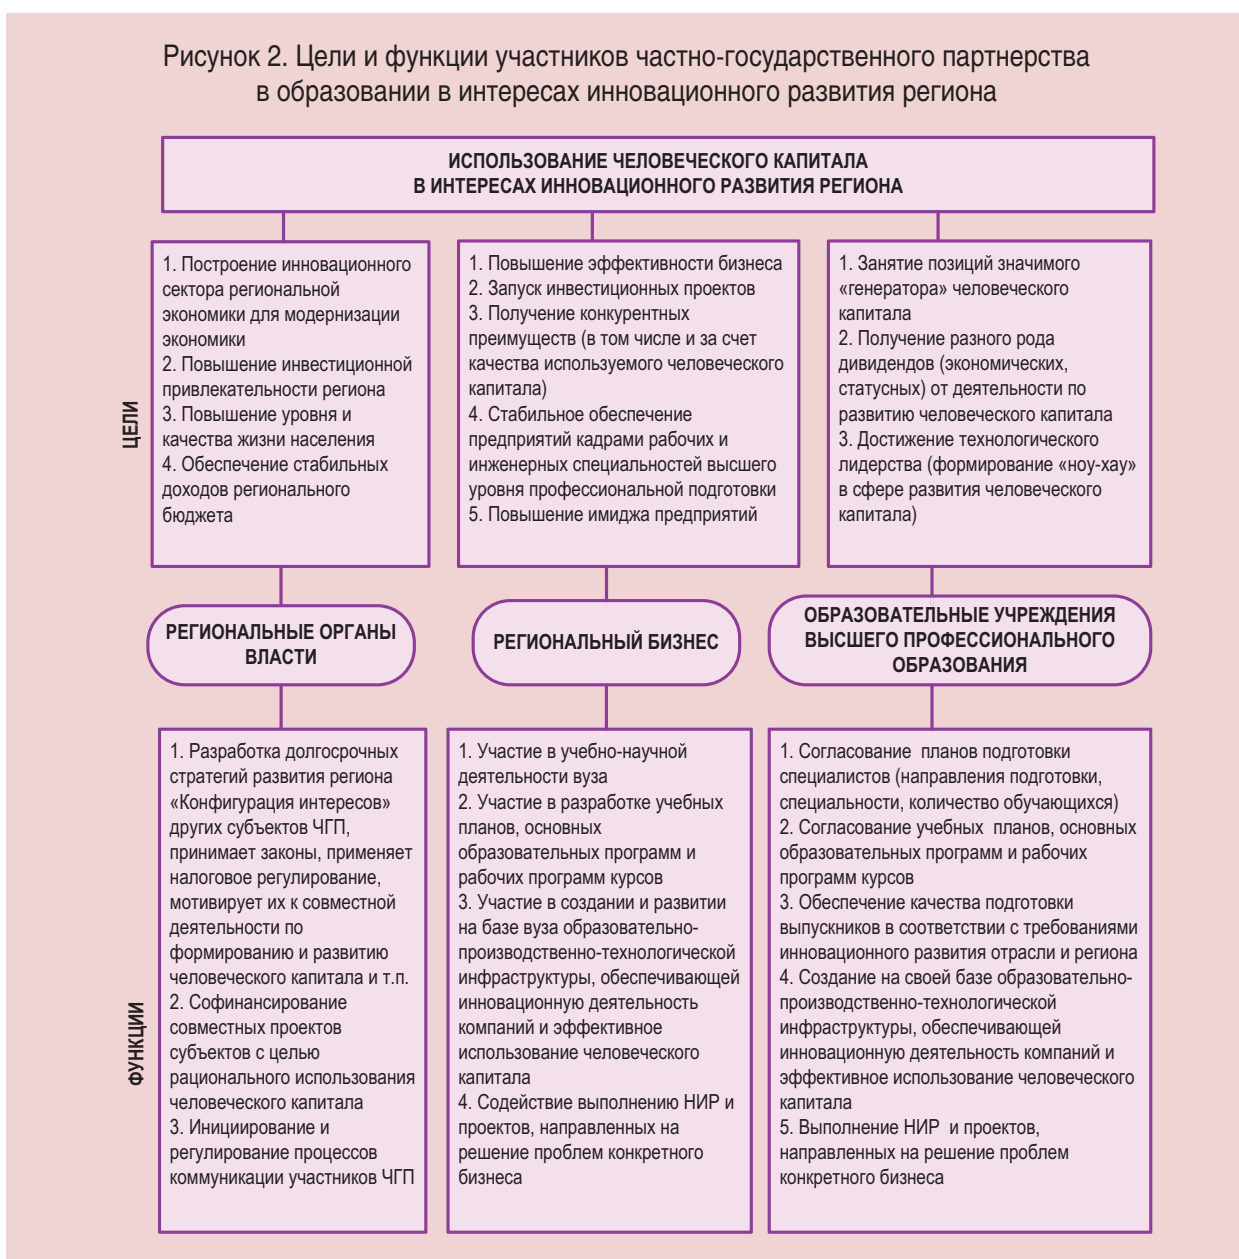 Рисунок 2. Цели и функции участников частно-государственного партнерства
в образовании в интересах инновационного развития региона
ИСПОЛЬЗОВАНИЕ ЧЕЛОВЕЧЕСКОГО КАПИТАЛА
В ИНТЕРЕСАХ ИННОВАЦИОННОГО РАЗВИТИЯ РЕГИОНА
ЦЕЛИ
1. Построение инновационного
сектора региональной
экономики для модернизации
экономики
2. Повышение инвестиционной
привлекательности региона
3. Повышение уровня и
качества жизни населения
4. Обеспечение стабильных
доходов регионального
бюджета
1. Повышение эффективности бизнеса
2. Запуск инвестиционных проектов
3. Получение конкурентных
преимуществ (в том числе и за счет
качества используемого человеческого
капитала)
4. Стабильное обеспечение
предприятий кадрами рабочих и
инженерных специальностей высшего
уровня профессиональной подготовки
5. Повышение имиджа предприятий
1. Занятие позиций значимого
«генератора» человеческого
капитала
2. Получение разного рода
дивидендов (экономических,
статусных) от деятельности по
развитию человеческого капитала
3. Достижение технологического
лидерства (формирование «ноу-хау»
в сфере развития человеческого
капитала)
РЕГИОНАЛЬНЫЕ ОРГАНЫ
ВЛАСТИ
РЕГИОНАЛЬНЫЙ БИЗНЕС
ОБРАЗОВАТЕЛЬНЫЕ УЧРЕЖДЕНИЯ
ВЫСШЕГО ПРОФЕССИОНАЛЬНОГО
ОБРАЗОВАНИЯ
ФУНКЦИИ
1. Разработка долгосрочных
стратегий развития региона
«Конфигурация интересов»
других субъектов ЧГП,
принимает законы, применяет
налоговое регулирование,
мотивирует их к совместной
деятельности по
формированию и развитию
человеческого капитала и т.п.
2. Софинансирование
совместных проектов
субъектов с целью
рационального использования
человеческого капитала
3. Инициирование и
регулирование процессов
коммуникации участников ЧГП
1. Участие в учебно-научной
деятельности вуза
2. Участие в разработке учебных
планов, основных
образовательных программ и
рабочих программ курсов
3. Участие в создании и развитии
на базе вуза образовательно-
производственно-технологической
инфраструктуры, обеспечивающей
инновационную деятельность
компаний и эффективное
использование человеческого
капитала
4. Содействие выполнению НИР и
проектов, направленных на
решение проблем конкретного
бизнеса
1. Согласование планов подготовки
специалистов (направления подготовки,
специальности, количество обучающихся)
2. Согласование учебных планов, основных
образовательных программ и рабочих
программ курсов
3. Обеспечение качества подготовки
выпускников в соответствии с требованиями
инновационного развития отрасли и региона
4. Создание на своей базе образовательно-
производственно-технологической
инфраструктуры, обеспечивающей
инновационную деятельность компаний и
эффективное использование человеческого
капитала
5. Выполнение НИР и проектов,
направленных на решение проблем
конкретного бизнеса